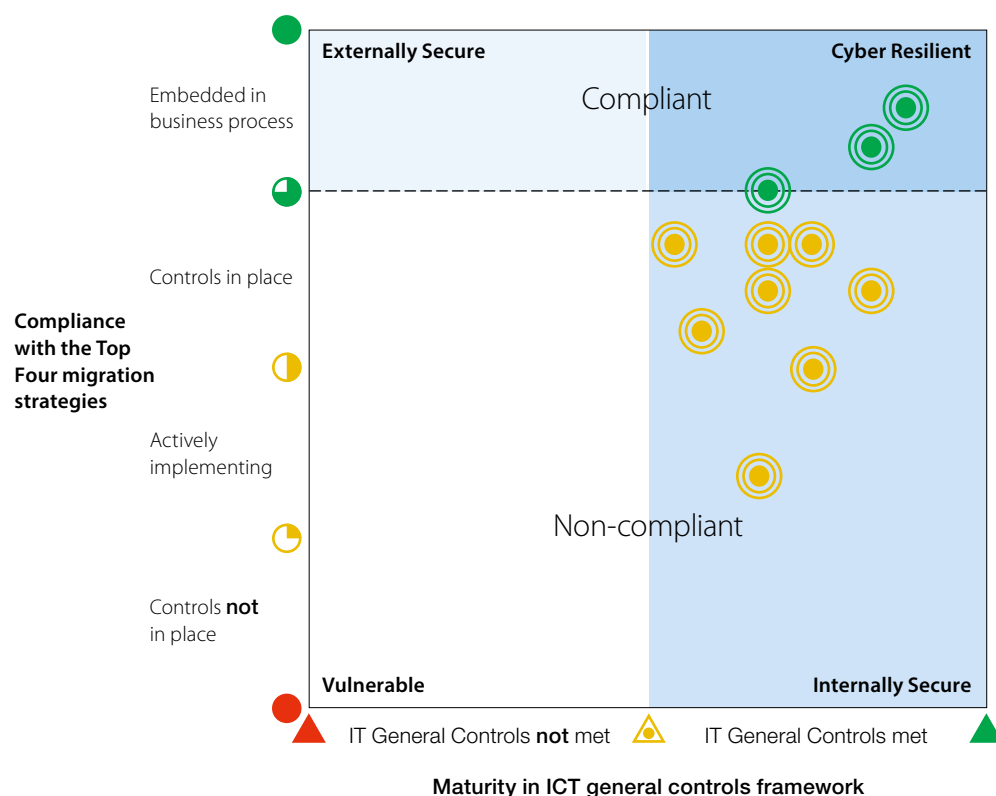 Externally Secure
Cyber Resilient
Compliant
Embedded in
business process
Controls in place
Compliance
with the Top
Four migration
strategies
Actively
implementing
Non-compliant
Controls not
in place
Vulnerable
Internally Secure
IT General Controls not met
IT General Controls met
Maturity in ICT general controls framework